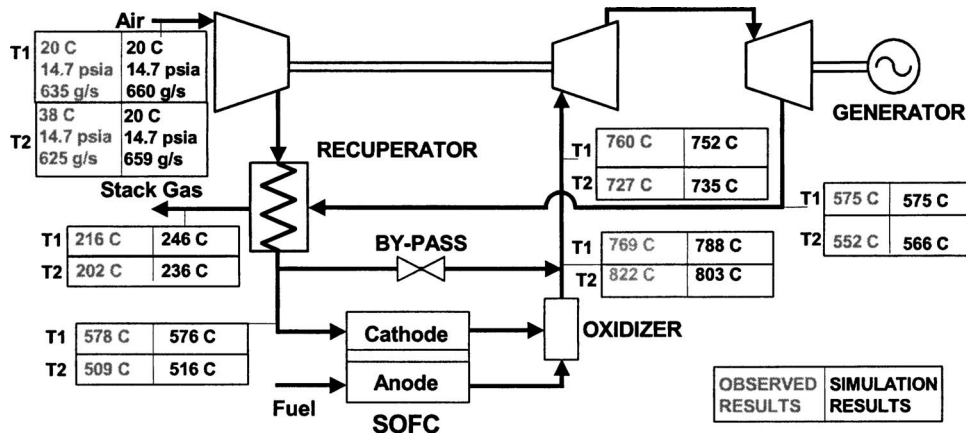 Air
T1
20 C
20 C
14.7 psia
14.7 psia
635 g/s
660 g/s
T2
38 C
20 C
14.7 psia
14.7 psia
625 g/s
659 g/s
GENERATOR
RECUPERATOR
T1
760 C
752 C
T2
727 C
735 C
Stack Gas
T1
575 C
575 C
T2
552 C
566 C
T1
216 C
246 C
T2
202 C
236 C
BY-PASS
T1
769 C
788 C
T2
822 C
803 C
T1
578 C
576 C
T2
509 C
516 C
Cathode
OXIDIZER
Anode
Fuel
SOFC
OBSERVED
RESULTS
SIMULATION
RESULTS